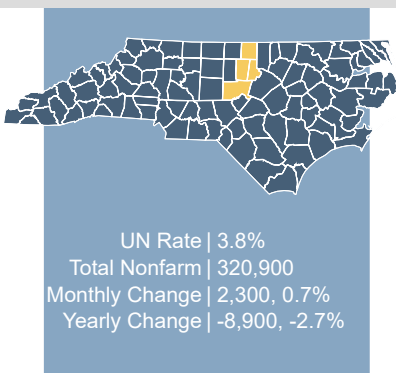 UN Rate | 3.8%
Total Nonfarm | 320,900
Monthly Change | 2,300, 0.7%
Yearly Change | -8,900, -2.7%